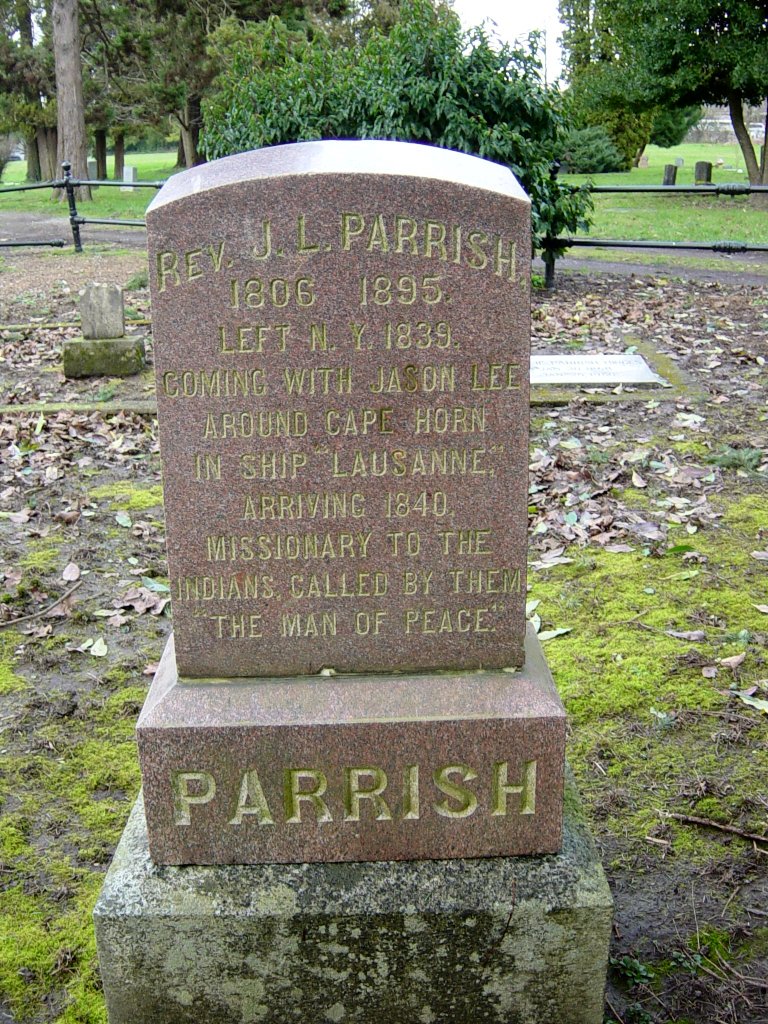 REV. J. L. PARRISH,
1806 1895.
LEFT N. Y. 1839.
COMING WITH JASON LEE
AROUND CAPE HORN
IN SHIP "LAUSANNE,"
ARRIVING 1840.
MISSIONARY TO THE
INDIANS, CALLED BY THEM
"THE MAN OF PEACE."
PARRISH